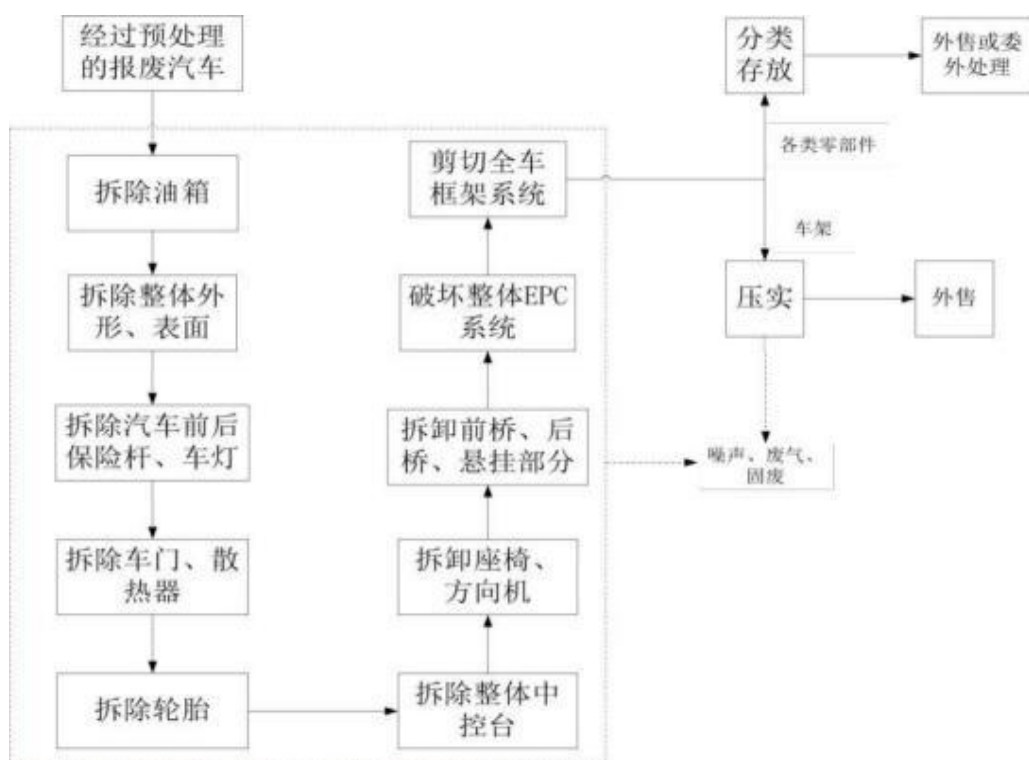 经过预处理
的报废汽车
拆除油箱
拆除整体外
形、表面
拆除汽车前后
保险杆、车灯
拆除车门、散
热器
拆除轮胎
拆除整体中
控台
拆卸座椅、
方向机
拆卸前桥、后
桥、悬挂部分
破坏整体EPC
系统
剪切全车
框架系统
分类
存放
外售或委
外处理
各类零部件
车架
压实
外售
噪声、废气、
固废